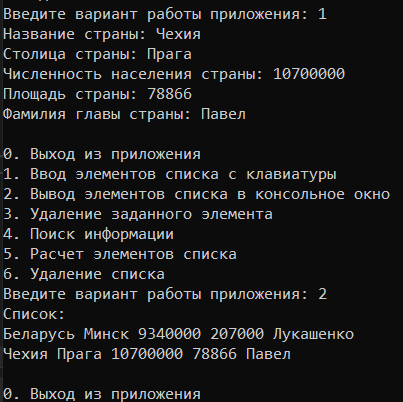 Введите вариант работы приложения: 1
Название страны: Чехия
Столица страны: Прага
Численность населения страны: 10700000
Площадь страны: 78866
Фамилия главы страны: Павел
0. Выход из приложения
1. Ввод элементов списка с клавиатуры
2. Вывод элементов списка в консольное окно
3. Удаление заданного элемента
4. Поиск информации
5. Расчет элементов списка
6. Удаление списка
Введите вариант работы приложения: 2
Список:
Беларусь Минск 9340000 207000 Лукашенко
Чехия Прага 10700000 78866 Павел
0. Выход из приложения